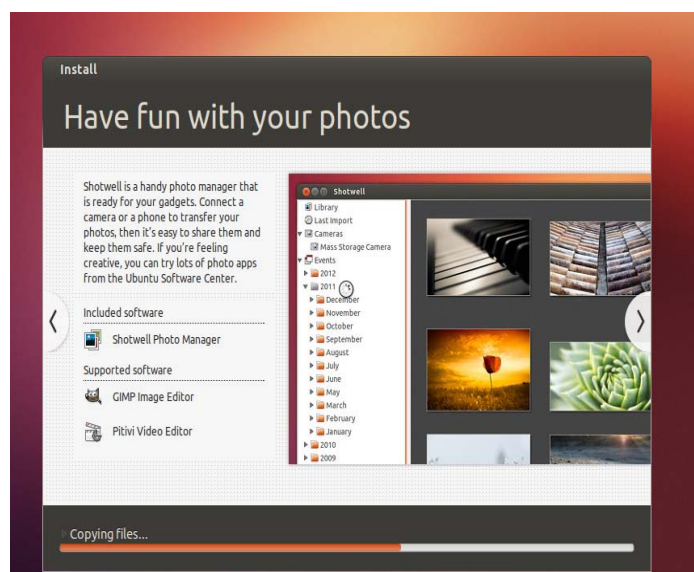 Install
Have fun with your photos
Shotwell is a handy photo manager that
is ready for your gadgets. Connect a
camera or a phone to transfer your
photos, then it's easy to share them and
keep them safe. If you're feeling
creative, you can try lots of photo apps
from the Ubuntu Software Center.
Included software
Shotwell Photo Manager
Supported software
GIMP Image Editor
Pitivi Video Editor
Shotwell
Library
Last Import
Cameras
Mass Storage Camera
Events
2012
2011
December
November
October
September
August
July
June
May
March
February
January
2010
2009
Copying files...